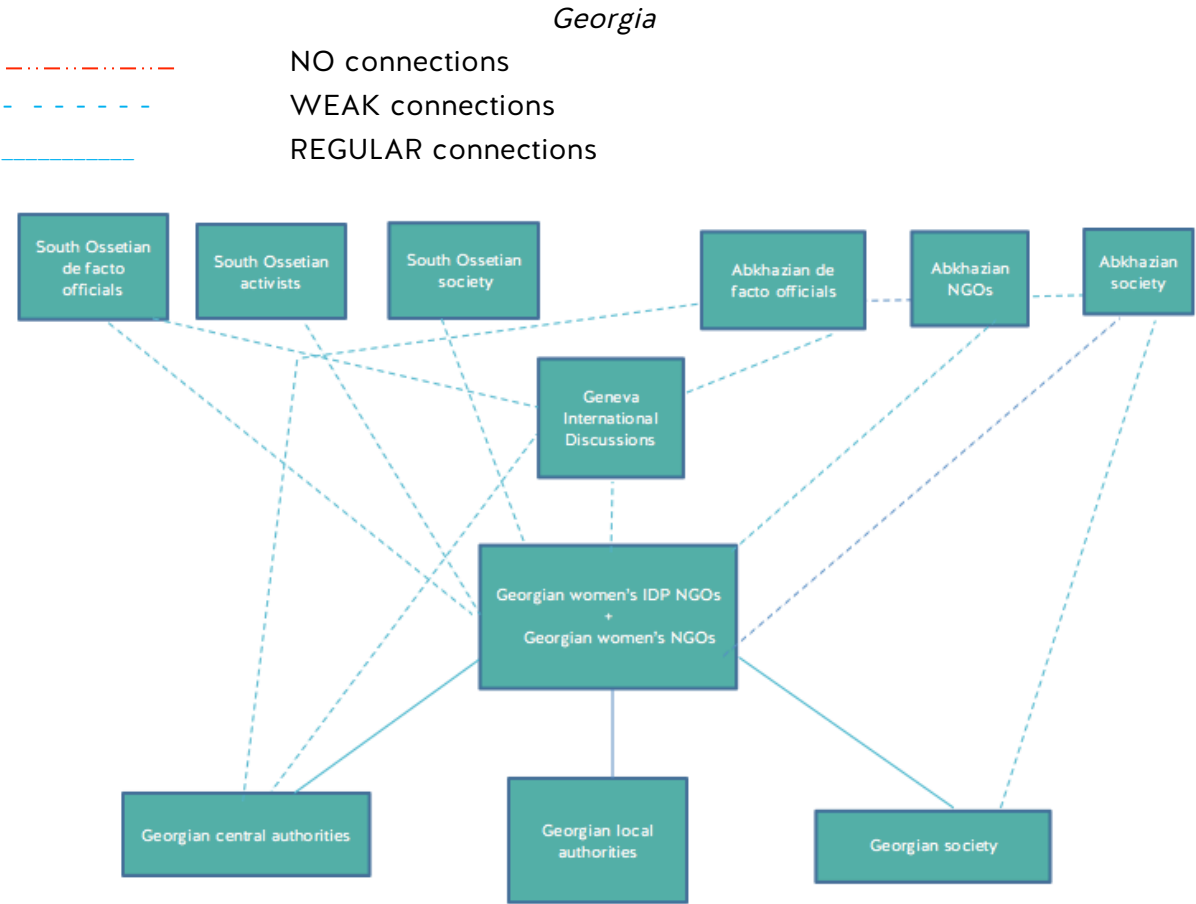 Georgia
NO connections
WEAK connections
REGULAR connections
South Ossetian
de facto
officials
South Ossetian
activists
South Ossetian
society
Abkhazian de
facto officials
Abkhazian
NGOs
Abkhazian
society
Geneva
International
Discussions
Georgian women's IDP NGOs
+
Georgian women's NGOs
Georgian central authorities
Georgian local
authorities
Georgian society